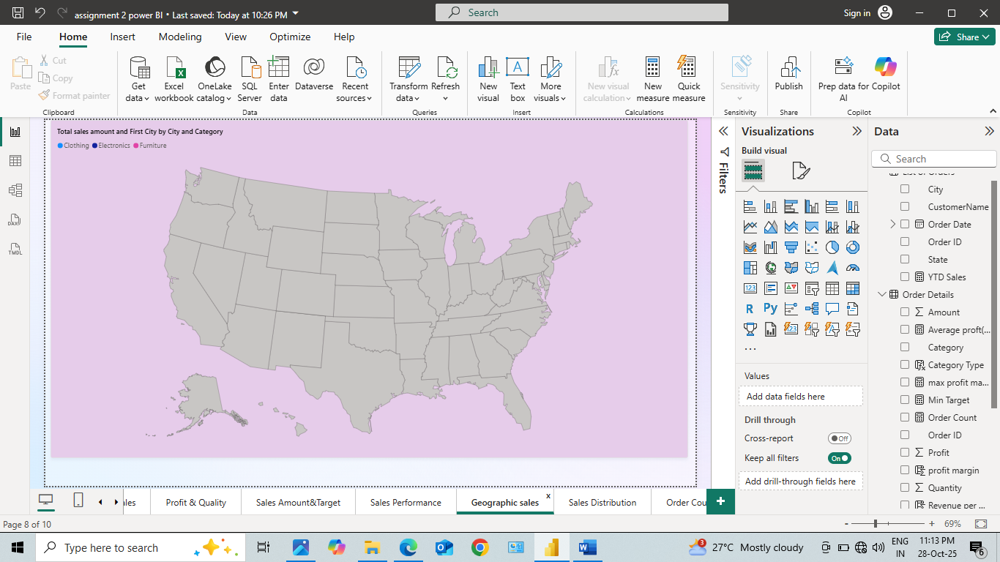 assignment 2 power BI • Last saved: Today at 10:26 PM
Search
Sign in
File Home Insert Modeling View Optimize Help
Share
Paste
Cut
Copy
Format painter
Clipboard
Get data
Excel workbook
OneLake catalog
SQL Server
Enter data
Dataverse
Recent sources
Data
Transform data
Refresh
Queries
New visual
Text box
More visuals
Insert
New visual calculation
New measure
Quick measure
Calculations
Sensitivity
Sensitivity
Publish
Share
Prep data for AI
Copilot
Copilot
DAX
TMDL
Total sales amount and First City by City and Category
Clothing Electronics Furniture
Filters
Visualizations
Build visual
123
R Py
123
...
Values
Add data fields here
Drill through
Cross-report Off
Keep all filters On
Add drill-through fields here
Data
Search
List of Orders
City
CustomerName
Order Date
Order ID
State
YTD Sales
Order Details
Amount
Average proft(...
Category
Category Type
max profit ma...
Min Target
Order Count
Order ID
Profit
profit margin
Quantity
Revenue per ...
ales
Profit & Quality
Sales Amount&Target
Sales Performance
Geographic sales x
Sales Distribution
Order Cou
+
Page 8 of 10
- + 69%
Type here to search
3
27°C Mostly cloudy
ENG
IN
11:13 PM
28-Oct-25
6